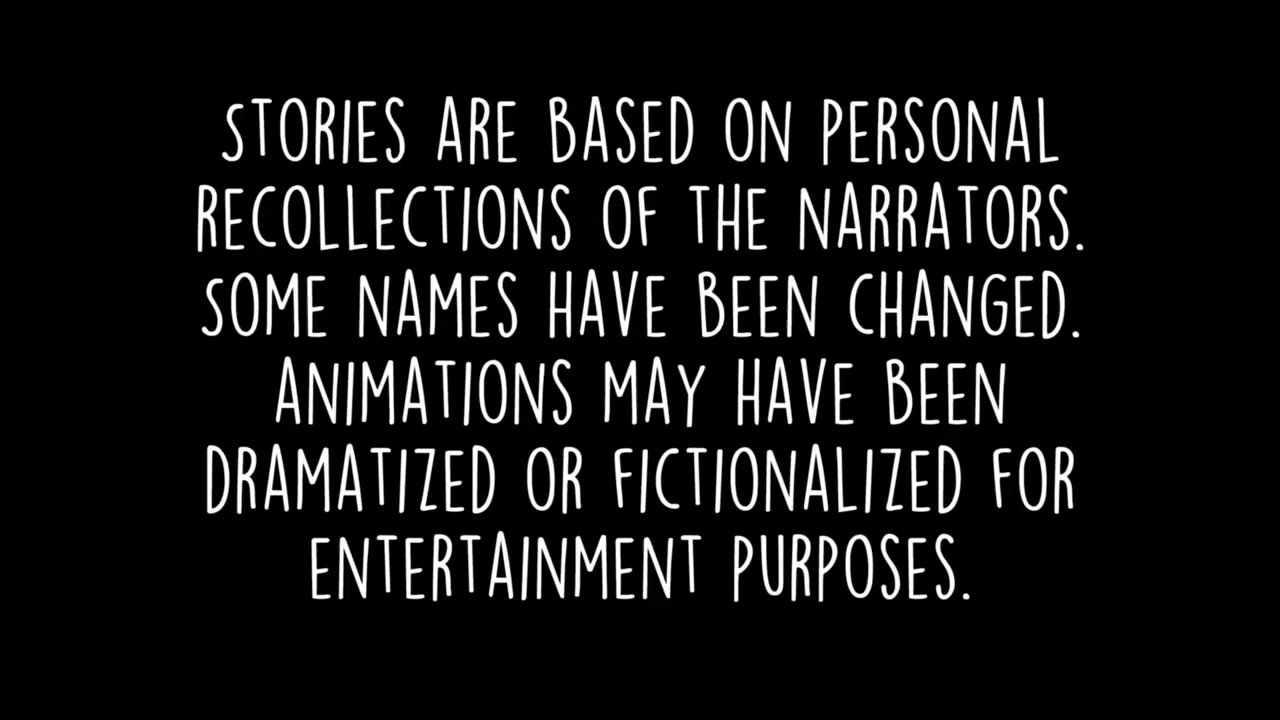 STORIES ARE BASED ON PERSONAL
RECOLLECTIONS OF THE NARRATORS.
SOME NAMES HAVE BEEN CHANGED.
ANIMATIONS MAY HAVE BEEN
DRAMATIZED OR FICTIONALIZED FOR
ENTERTAINMENT PURPOSES.